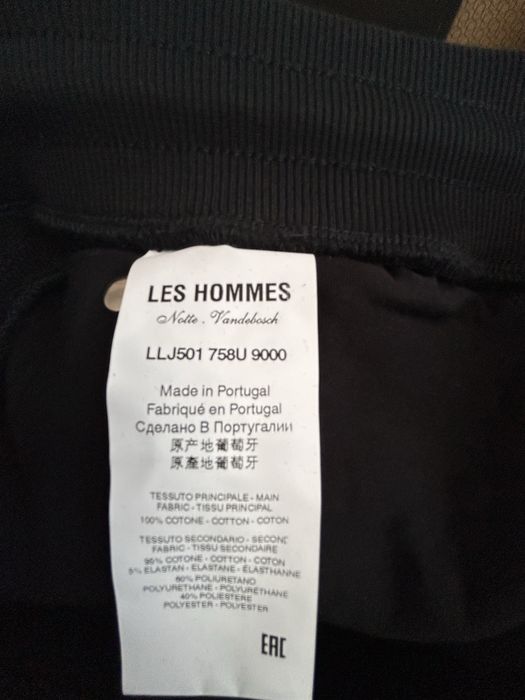 LES HOMMES
Notte . Vandebosch
LLJ501 758U 9000
Made in Portugal
Fabriqué en Portugal
Сделано В Португалии
原产地葡萄牙
原產地葡萄牙
TESSUTO PRINCIPALE - MAIN
FABRIC - TISSU PRINCIPAL
100% COTONE - COTTON - COTON
TESSUTO SECONDARIO - SECONC
FABRIC - TISSU SECONDAIRE
95% COTONE - COTTON - COTON
5% ELASTAN - ELASTANE - ÉLASTHANNE
60% POLIURETANO
POLYURETHANE - POLYURÉTHANE
40% POLIESTERE
POLYESTER - POLYESTER
EAC